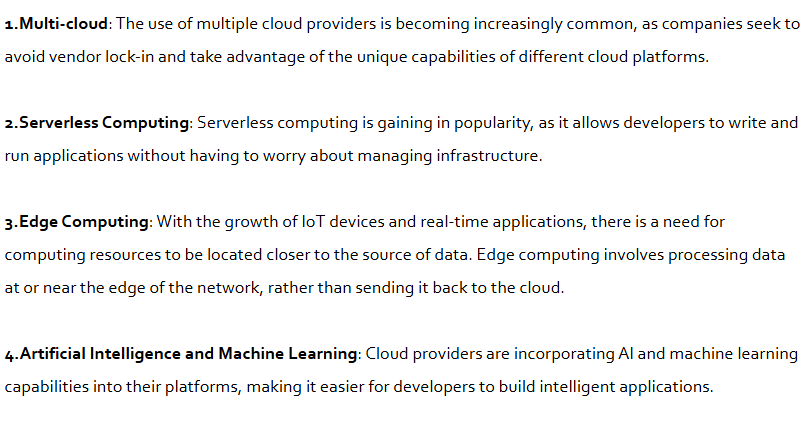 1.Multi-cloud: The use of multiple cloud providers is becoming increasingly common, as companies seek to
avoid vendor lock-in and take advantage of the unique capabilities of different cloud platforms.
2.Serverless Computing: Serverless computing is gaining in popularity, as it allows developers to write and
run applications without having to worry about managing infrastructure.
3.Edge Computing: With the growth of IoT devices and real-time applications, there is a need for
computing resources to be located closer to the source of data. Edge computing involves processing data
at or near the edge of the network, rather than sending it back to the cloud.
4.Artificial Intelligence and Machine Learning: Cloud providers are incorporating AI and machine learning
capabilities into their platforms, making it easier for developers to build intelligent applications.